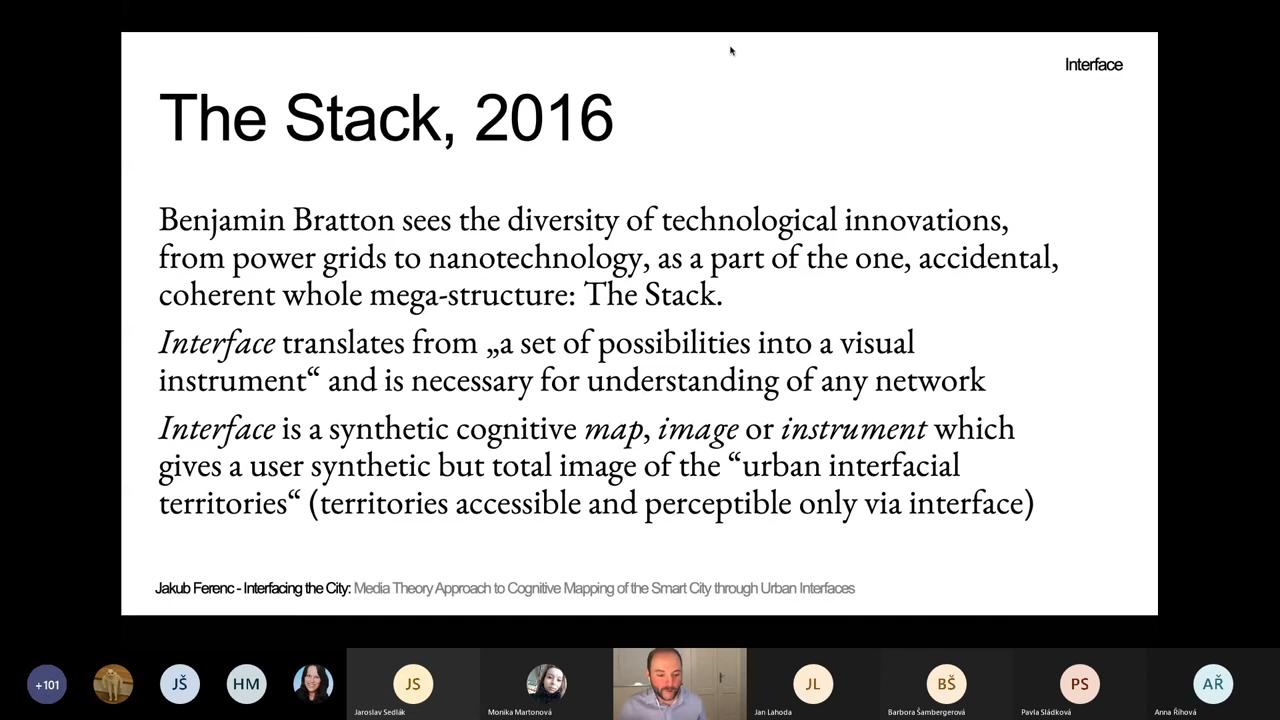 Interface
The Stack, 2016
Benjamin Bratton sees the diversity of technological innovations,
from power grids to nanotechnology, as a part of the one, accidental,
coherent whole mega-structure: The Stack.
Interface translates from „a set of possibilities into a visual
instrument“ and is necessary for understanding of any network
Interface is a synthetic cognitive map, image or instrument which
gives a user synthetic but total image of the “urban interfacial
territories“ (territories accessible and perceptible only via interface)
Jakub Ferenc - Interfacing the City: Media Theory Approach to Cognitive Mapping of the Smart City through Urban Interfaces
+101
JŠ
HM
JS
JL
BŠ
PS
AŘ
Jaroslav Sedlák
Monika Martonová
Jan Lahoda
Barbora Šambergerová
Pavla Sládková
Anna Říhová